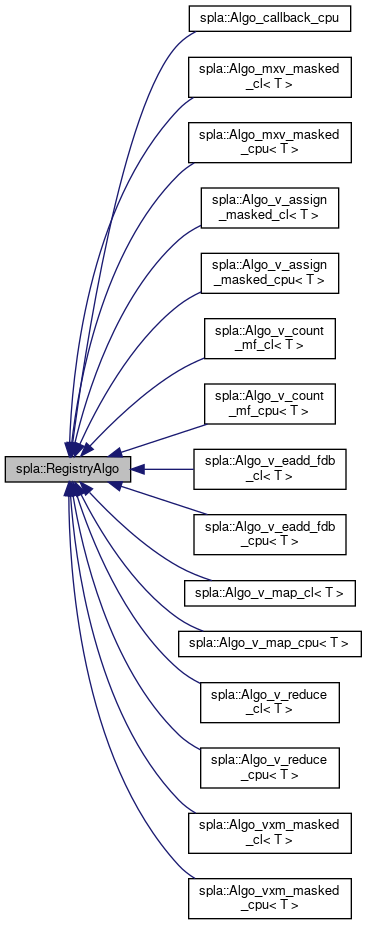 spla::Algo_callback_cpu
spla::Algo_mxv_masked
_cl< T >
spla::Algo_mxv_masked
_cpu< T >
spla::Algo_v_assign
_masked_cl< T >
spla::Algo_v_assign
_masked_cpu< T >
spla::Algo_v_count
_mf_cl< T >
spla::Algo_v_count
_mf_cpu< T >
spla::RegistryAlgo
spla::Algo_v_eadd_fdb
_cl< T >
spla::Algo_v_eadd_fdb
_cpu< T >
spla::Algo_v_map_cl< T >
spla::Algo_v_map_cpu< T >
spla::Algo_v_reduce
_cl< T >
spla::Algo_v_reduce
_cpu< T >
spla::Algo_vxm_masked
_cl< T >
spla::Algo_vxm_masked
_cpu< T >